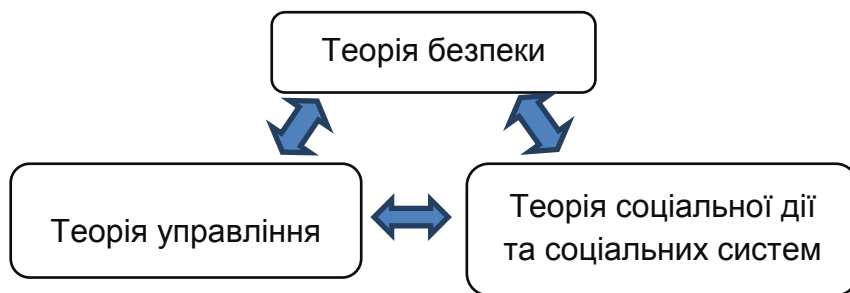 Теорія безпеки
Теорія управління
Теорія соціальної дії
та соціальних систем